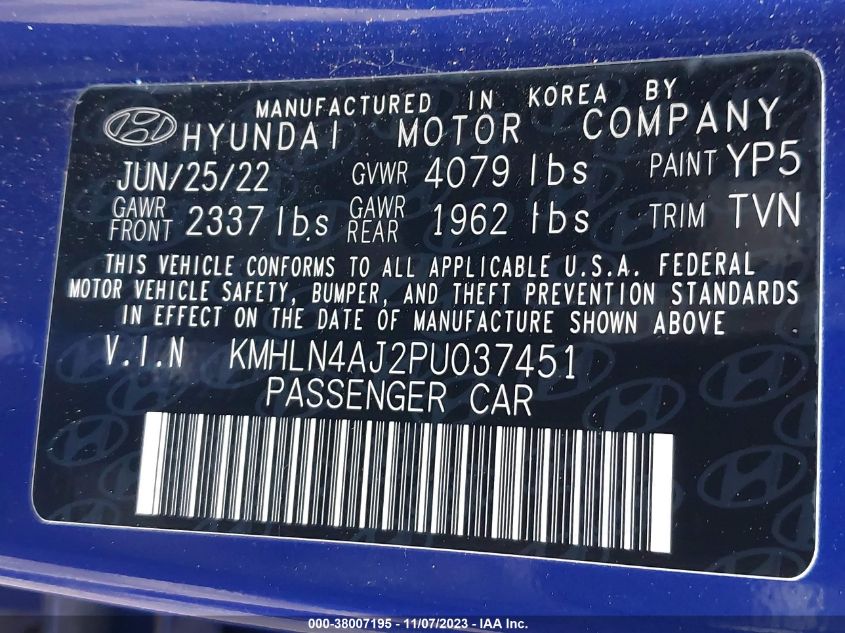 MANUFACTURED IN KOREA BY
HYUNDAI MOTOR COMPANY
JUN/25/22 GVWR 4079 lbs PAINT YP5
GAWR FRONT 2337 lbs GAWR REAR 1962 lbs TRIM TVN
THIS VEHICLE CONFORMS TO ALL APPLICABLE U.S.A. FEDERAL
MOTOR VEHICLE SAFETY, BUMPER, AND THEFT PREVENTION STANDARDS
IN EFFECT ON THE DATE OF MANUFACTURE SHOWN ABOVE
V.I.N KMHLN4AJ2PU037451
PASSENGER CAR
000-38007195 - 11/07/2023 - IAA Inc.